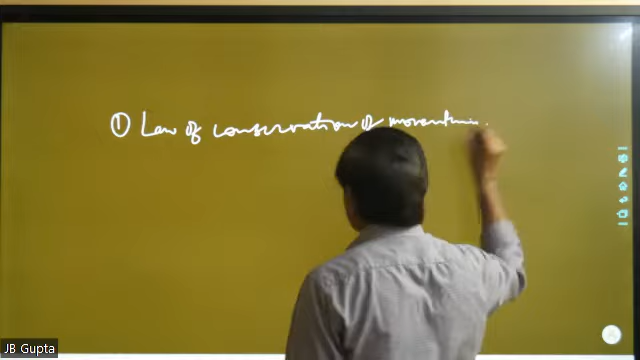 ① Law of conservation of momentum.
JB Gupta